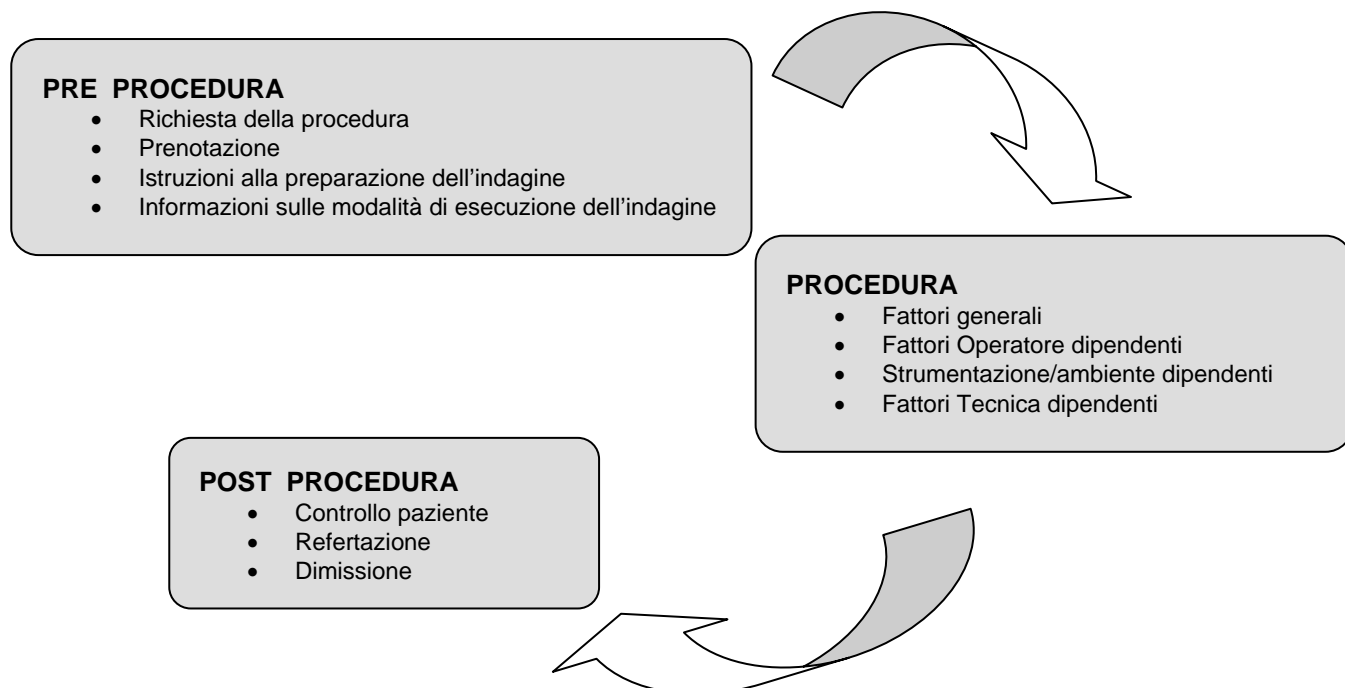 PRE PROCEDURA
• Richiesta della procedura
• Prenotazione
• Istruzioni alla preparazione dell’indagine
• Informazioni sulle modalità di esecuzione dell’indagine
PROCEDURA
• Fattori generali
• Fattori Operatore dipendenti
• Strumentazione/ambiente dipendenti
• Fattori Tecnica dipendenti
POST PROCEDURA
• Controllo paziente
• Refertazione
• Dimissione